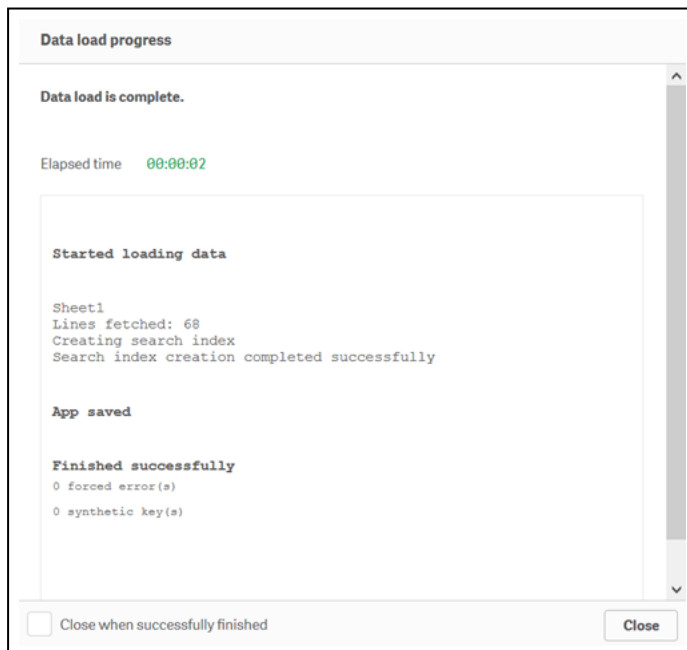 Data load progress
Data load is complete.
Elapsed time 00:00:02
Started loading data
Sheet1
Lines fetched: 68
Creating search index
Search index creation completed successfully
App saved
Finished successfully
0 forced error(s)
0 synthetic key(s)
Close when successfully finished
Close